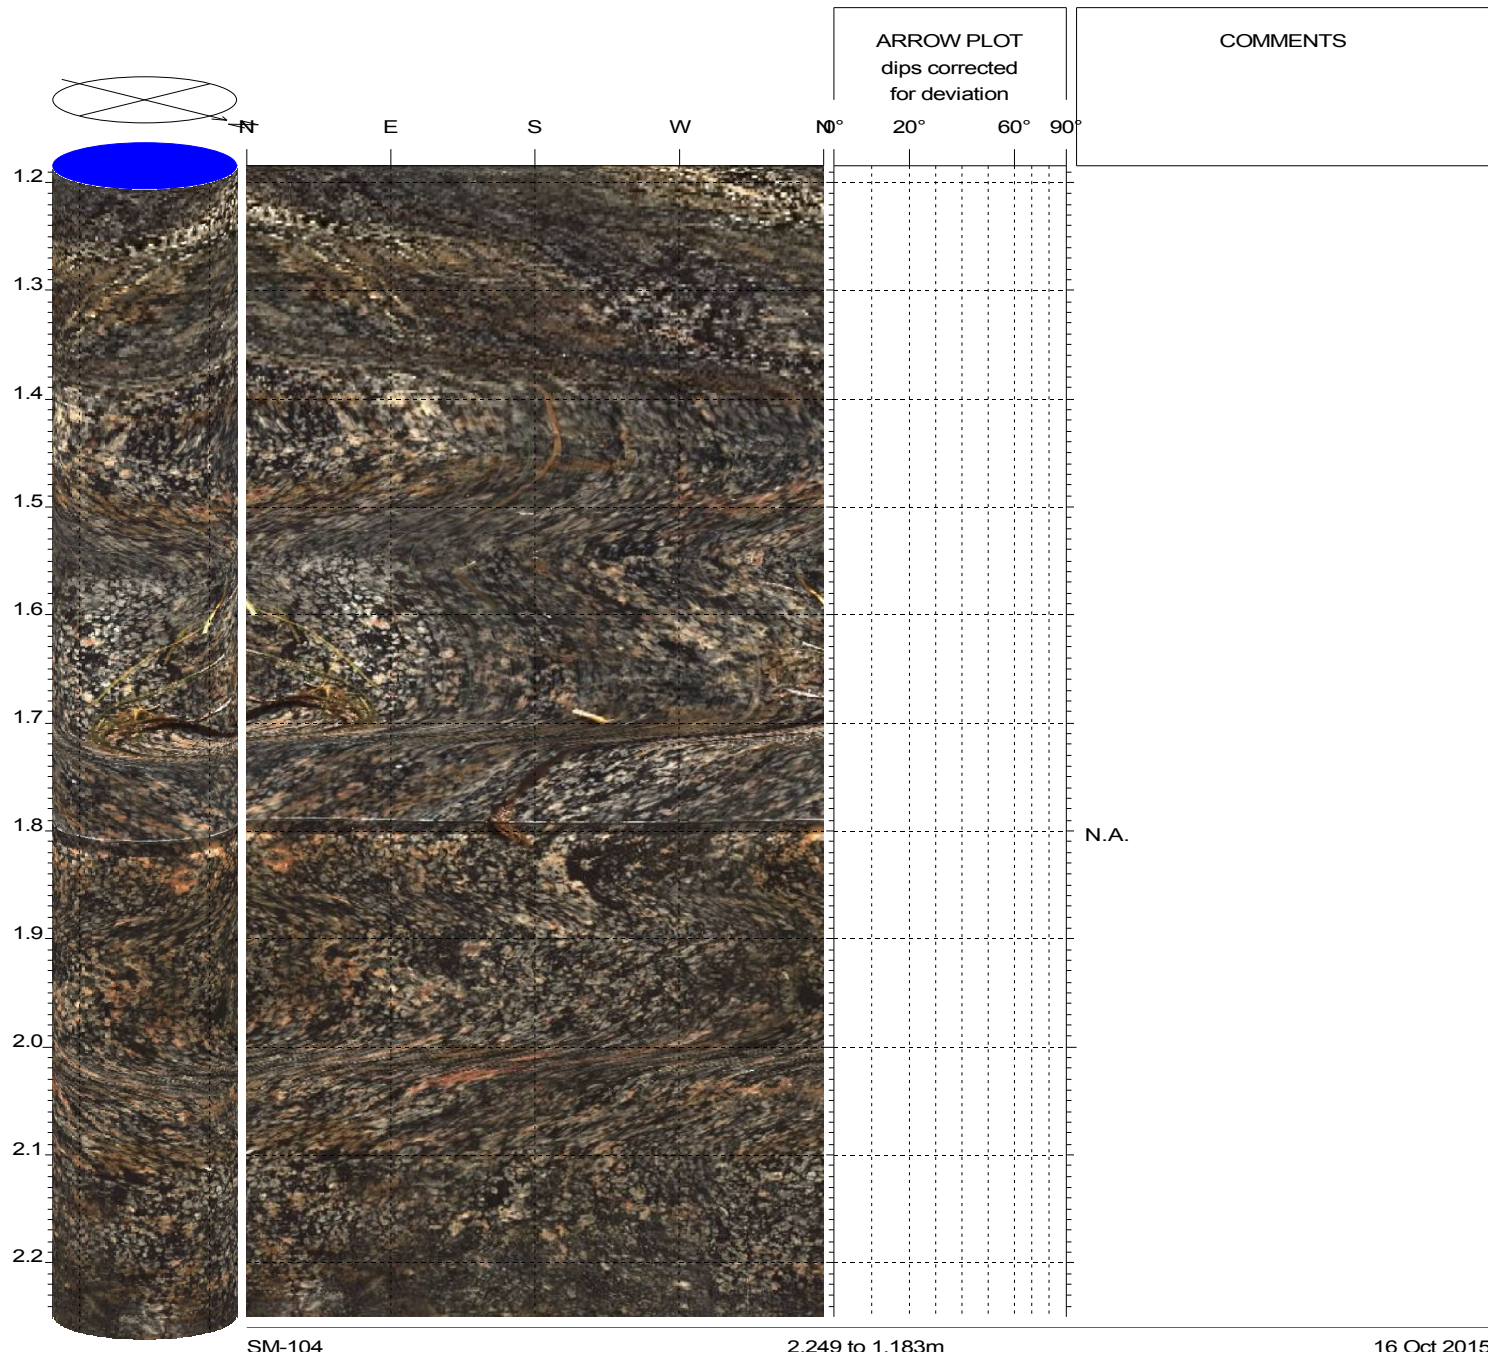 ARROW PLOT
dips corrected
for deviation
COMMENTS
N
N E S W N
0° 20° 60° 90°
1.2
1.3
1.4
1.5
1.6
1.7
1.8
N.A.
1.9
2.0
2.1
2.2
SM-104 2.249 to 1.183m 16 Oct 2015